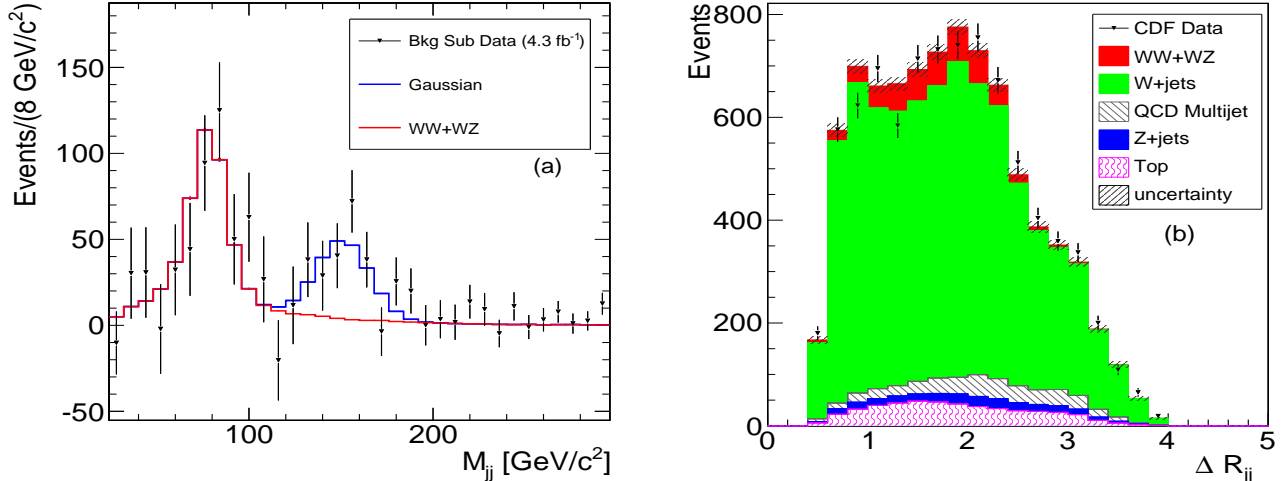 Events/(8 GeV/c²)
150
100
50
0
-50
100
200
M_jj [GeV/c²]
Bkg Sub Data (4.3 fb⁻¹)
Gaussian
WW+WZ
(a)
Events
800
600
400
200
0
0
1
2
3
4
5
Δ R_jj
CDF Data
WW+WZ
W+jets
QCD Multijet
Z+jets
Top
uncertainty
(b)